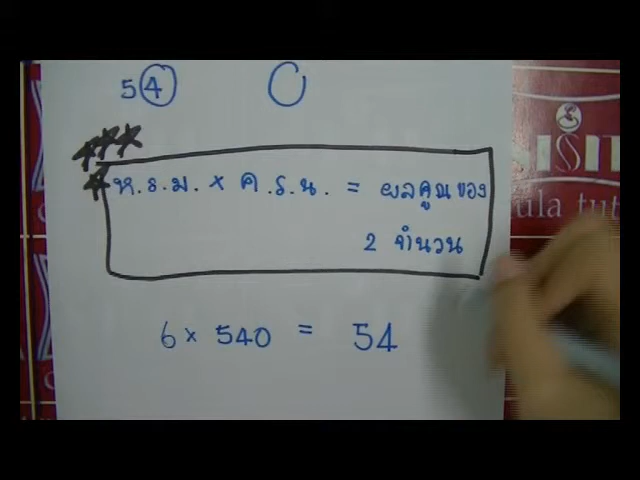 54
ห.ร.ม. × ค.ร.น. = ผลคูณของ
2 จำนวน
6 × 540 = 54